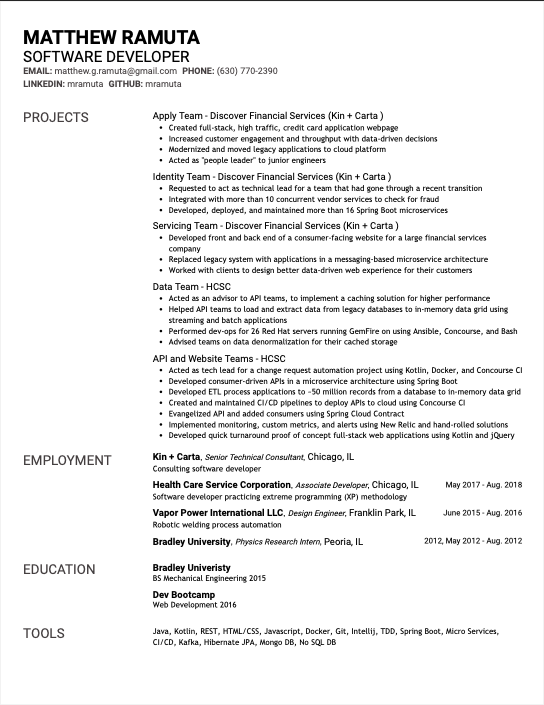 MATTHEW RAMUTA
SOFTWARE DEVELOPER
EMAIL: matthew.g.ramuta@gmail.com PHONE: (630) 770-2390
LINKEDIN: mramuta GITHUB: mramuta
PROJECTS
Apply Team - Discover Financial Services (Kin + Carta )
• Created full-stack, high traffic, credit card application webpage
• Increased customer engagement and throughput with data-driven decisions
• Modernized and moved legacy applications to cloud platform
• Acted as "people leader" to junior engineers
Identity Team - Discover Financial Services (Kin + Carta )
• Requested to act as technical lead for a team that had gone through a recent transition
• Integrated with more than 10 concurrent vendor services to check for fraud
• Developed, deployed, and maintained more than 16 Spring Boot microservices
Servicing Team - Discover Financial Services (Kin + Carta )
• Developed front and back end of a consumer-facing website for a large financial services
company
• Replaced legacy system with applications in a messaging-based microservice architecture
• Worked with clients to design better data-driven web experience for their customers
Data Team - HCSC
• Acted as an advisor to API teams, to implement a caching solution for higher performance
• Helped API teams to load and extract data from legacy databases to in-memory data grid using
streaming and batch applications
• Performed dev-ops for 26 Red Hat servers running GemFire on using Ansible, Concourse, and Bash
• Advised teams on data denormalization for their cached storage
API and Website Teams - HCSC
• Acted as tech lead for a change request automation project using Kotlin, Docker, and Concourse CI
• Developed consumer-driven APIs in a microservice architecture using Spring Boot
• Developed ETL process applications to ~50 million records from a database to in-memory data grid
• Created and maintained CI/CD pipelines to deploy APIs to cloud using Concourse CI
• Evangelized API and added consumers using Spring Cloud Contract
• Implemented monitoring, custom metrics, and alerts using New Relic and hand-rolled solutions
• Developed quick turnaround proof of concept full-stack web applications using Kotlin and jQuery
EMPLOYMENT
Kin + Carta, Senior Technical Consultant, Chicago, IL
Consulting software developer
Health Care Service Corporation, Associate Developer, Chicago, IL May 2017 - Aug. 2018
Software developer practicing extreme programming (XP) methodology
Vapor Power International LLC, Design Engineer, Franklin Park, IL June 2015 - Aug. 2016
Robotic welding process automation
Bradley University, Physics Research Intern, Peoria, IL 2012, May 2012 - Aug. 2012
EDUCATION
Bradley Univeristy
BS Mechanical Engineering 2015
Dev Bootcamp
Web Development 2016
TOOLS
Java, Kotlin, REST, HTML/CSS, Javascript, Docker, Git, Intellij, TDD, Spring Boot, Micro Services,
CI/CD, Kafka, Hibernate JPA, Mongo DB, No SQL DB